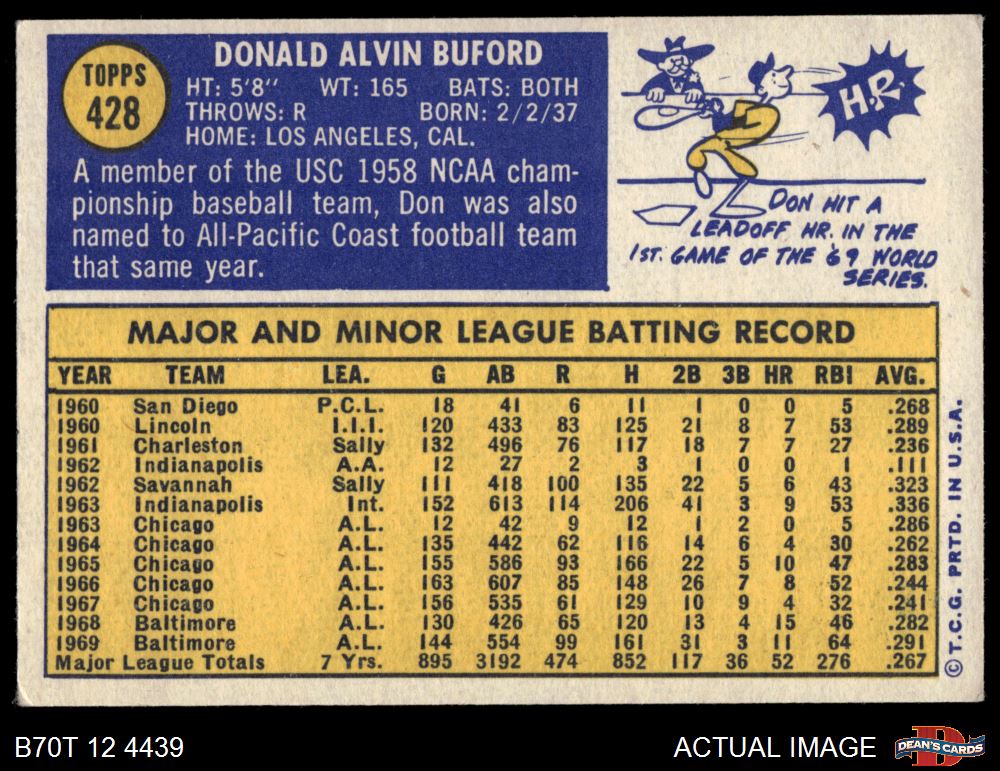 TOPPS
428
DONALD ALVIN BUFORD
HT: 5'8" WT: 165 BATS: BOTH
THROWS: R BORN: 2/2/37
HOME: LOS ANGELES, CAL.
A member of the USC 1958 NCAA cham-
pionship baseball team, Don was also
named to All-Pacific Coast football team
that same year.
H.R.
DON HIT A
LEADOFF HR. IN THE
1ST. GAME OF THE '69 WORLD
SERIES.
MAJOR AND MINOR LEAGUE BATTING RECORD
YEAR TEAM LEA. G AB R H 2B 3B HR RBI AVG.
1960 San Diego P.C.L. 18 41 6 11 1 0 0 5 .268
1960 Lincoln I.I.I. 120 433 83 125 21 8 7 53 .289
1961 Charleston Sally 132 496 76 117 18 7 7 27 .236
1962 Indianapolis A.A. 12 27 2 3 1 0 0 1 .111
1962 Savannah Sally 111 418 100 135 22 5 6 43 .323
1963 Indianapolis Int. 152 613 114 206 41 3 9 53 .336
1963 Chicago A.L. 12 42 9 12 1 2 0 5 .286
1964 Chicago A.L. 135 442 62 116 14 6 4 30 .262
1965 Chicago A.L. 155 586 93 166 22 5 10 47 .283
1966 Chicago A.L. 163 607 85 148 26 7 8 52 .244
1967 Chicago A.L. 156 535 61 129 10 9 4 32 .241
1968 Baltimore A.L. 130 426 65 120 13 4 15 46 .282
1969 Baltimore A.L. 144 554 99 161 31 3 11 64 .291
Major League Totals 7 Yrs. 895 3192 474 852 117 36 52 276 .267
© T.C.G. PRTD. IN U.S.A.
B70T 12 4439
ACTUAL IMAGE
DEAN'S CARDS